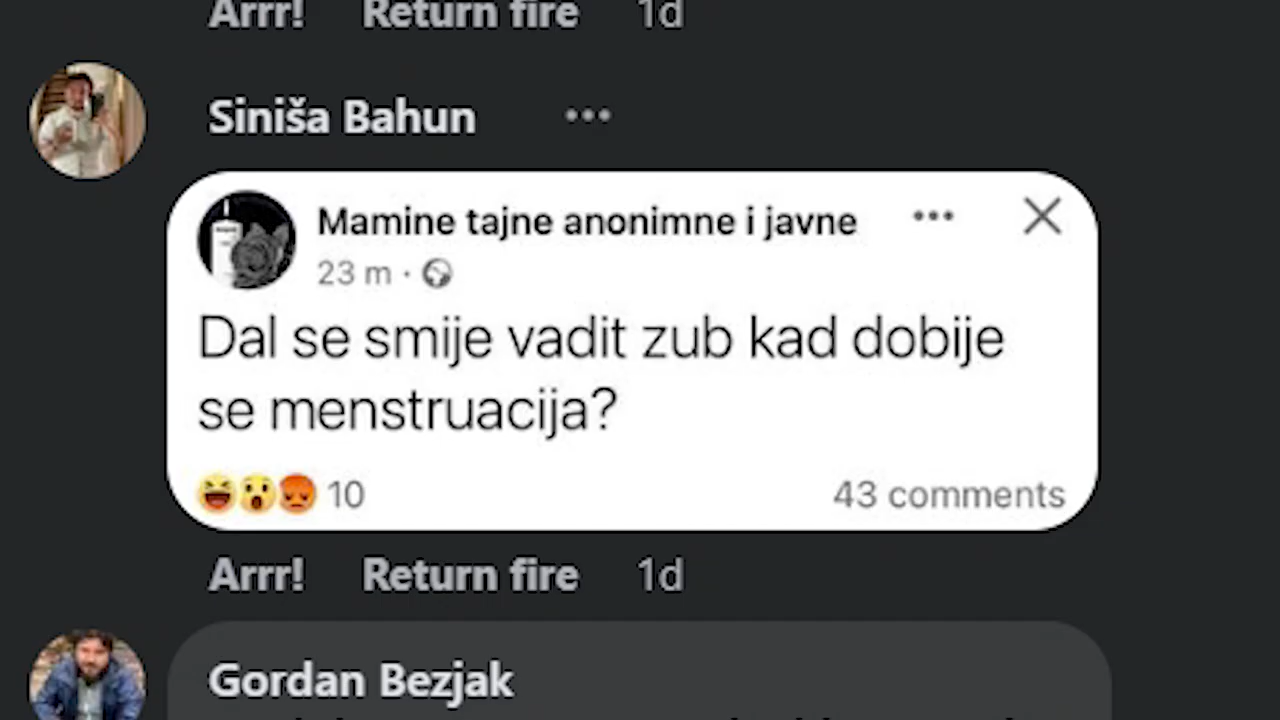 Arrr! Return fire 1d
Siniša Bahun
Mamine tajne anonimne i javne
23 m
Dal se smije vadit zub kad dobije
se menstruacija?
10 43 comments
Arrr! Return fire 1d
Gordan Bezjak